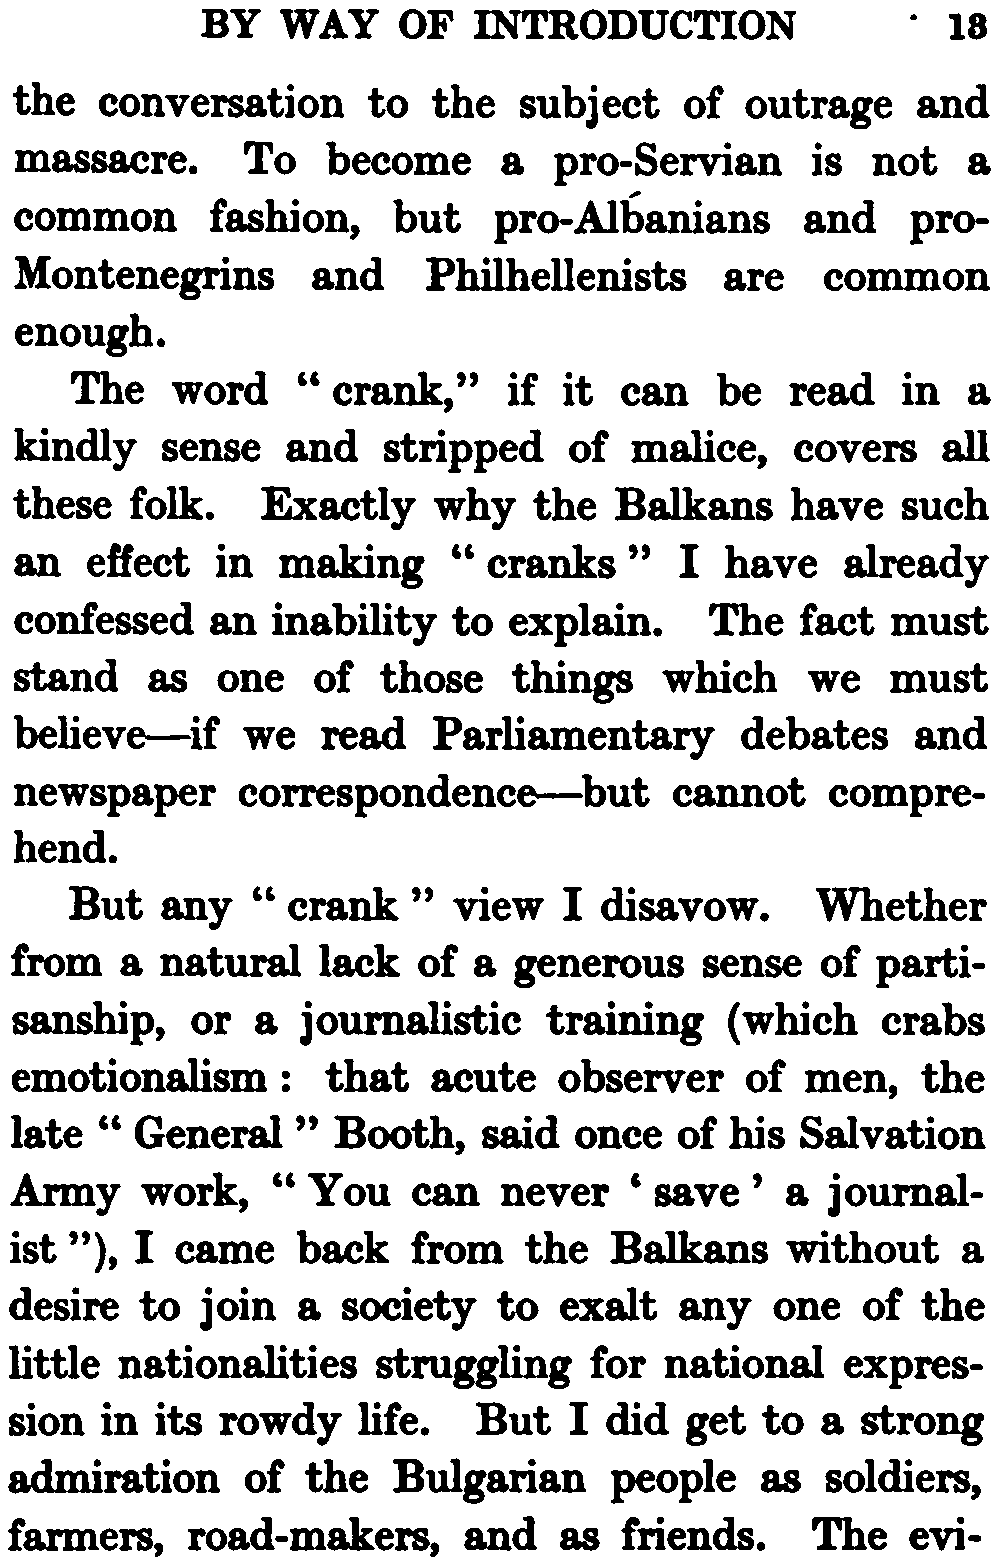 BY WAY OF INTRODUCTION 13
the conversation to the subject of outrage and
massacre. To become a pro-Servian is not a
common fashion, but pro-Albanians and pro-
Montenegrins and Philhellenists are common
enough.
The word “ crank,” if it can be read in a
kindly sense and stripped of malice, covers all
these folk. Exactly why the Balkans have such
an effect in making “ cranks ” I have already
confessed an inability to explain. The fact must
stand as one of those things which we must
believe—if we read Parliamentary debates and
newspaper correspondence—but cannot compre-
hend.
But any “ crank ” view I disavow. Whether
from a natural lack of a generous sense of parti-
sanship, or a journalistic training (which crabs
emotionalism : that acute observer of men, the
late “ General ” Booth, said once of his Salvation
Army work, “ You can never ‘ save ’ a journal-
ist ”), I came back from the Balkans without a
desire to join a society to exalt any one of the
little nationalities struggling for national expres-
sion in its rowdy life. But I did get to a strong
admiration of the Bulgarian people as soldiers,
farmers, road-makers, and as friends. The evi-